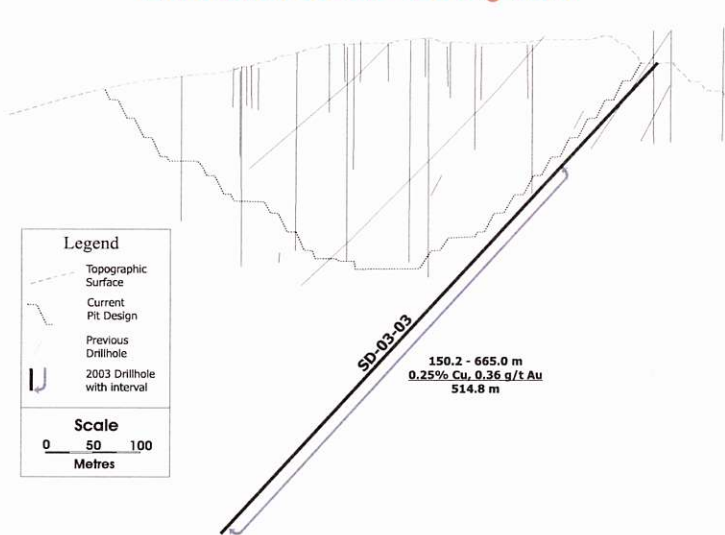 SD-03-03
150.2 - 665.0 m
0.25% Cu, 0.36 g/t Au
514.8 m
Legend
Topographic
Surface
Current
Pit Design
Previous
Drillhole
2003 Drillhole
with interval
Scale
0 50 100
Metres